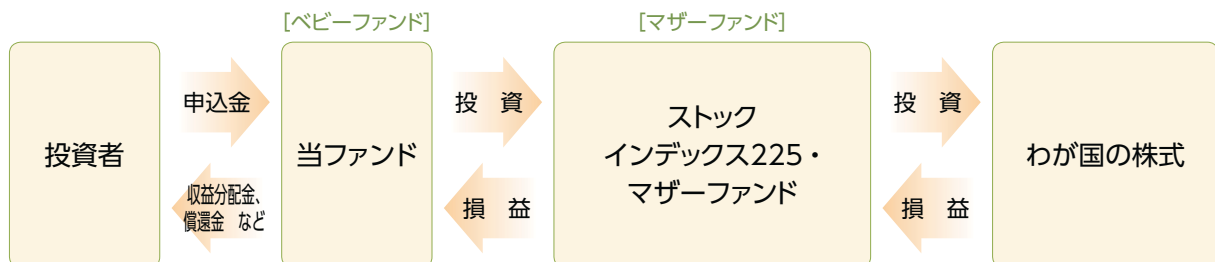 [ベビーファンド]
[マザーファンド]
投資者
申込金
収益分配金、
償還金 など
当ファンド
投 資
損 益
ストック
インデックス225・
マザーファンド
投 資
損 益
わが国の株式